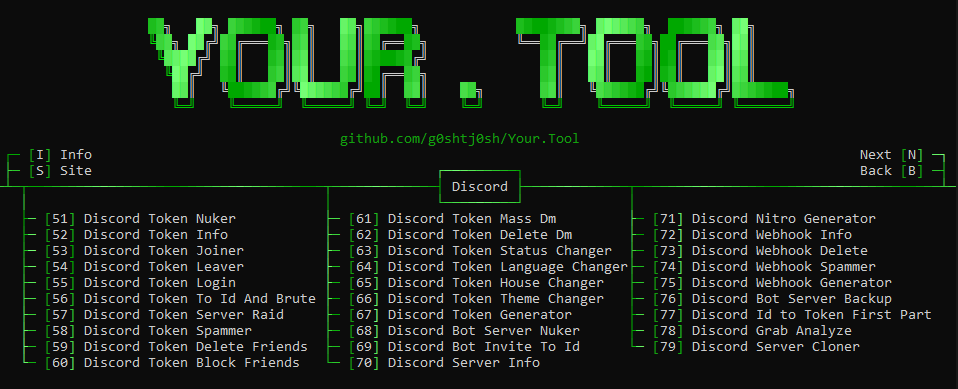 YOUR.TOOL
github.com/g0shtj0sh/Your.Tool
[I] Info
Next [N]
[S] Site
Back [B]
Discord
[51] Discord Token Nuker
[52] Discord Token Info
[53] Discord Token Joiner
[54] Discord Token Leaver
[55] Discord Token Login
[56] Discord Token To Id And Brute
[57] Discord Token Server Raid
[58] Discord Token Spammer
[59] Discord Token Delete Friends
[60] Discord Token Block Friends
[61] Discord Token Mass Dm
[62] Discord Token Delete Dm
[63] Discord Token Status Changer
[64] Discord Token Language Changer
[65] Discord Token House Changer
[66] Discord Token Theme Changer
[67] Discord Token Generator
[68] Discord Bot Server Nuker
[69] Discord Bot Invite To Id
[70] Discord Server Info
[71] Discord Nitro Generator
[72] Discord Webhook Info
[73] Discord Webhook Delete
[74] Discord Webhook Spammer
[75] Discord Webhook Generator
[76] Discord Bot Server Backup
[77] Discord Id to Token First Part
[78] Discord Grab Analyze
[79] Discord Server Cloner